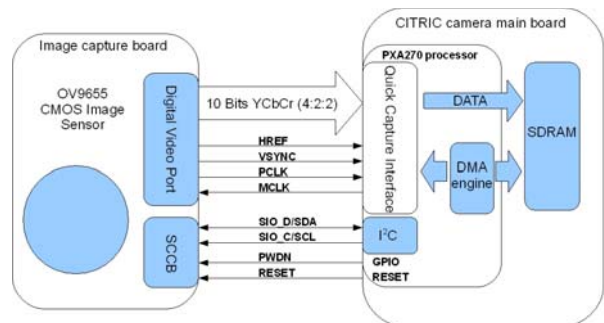 Image capture board
OV9655
CMOS Image
Sensor
Digital Video Port
SCCB
10 Bits YCbCr (4:2:2)
HREF
VSYNC
PCLK
MCLK
SIO_D/SDA
SIO_C/SCL
PWDN
RESET
CITRIC camera main board
PXA270 processor
Quick Capture Interface
DATA
DMA
engine
SDRAM
I²C
GPIO
RESET